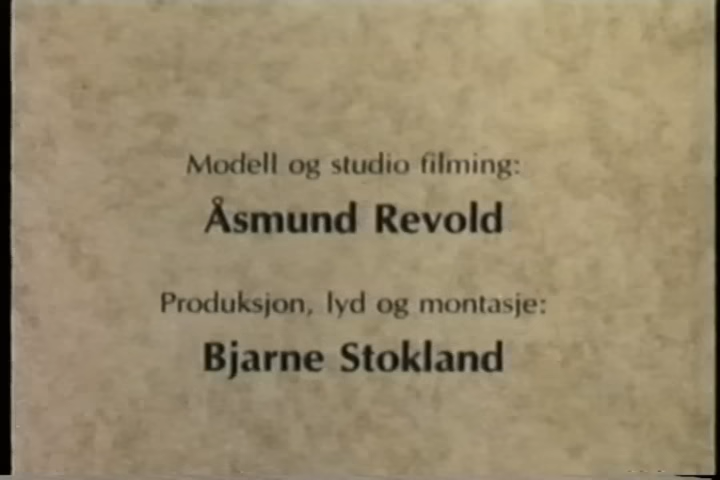 Modell og studio filming:
Åsmund Revold
Produksjon, lyd og montasje:
Bjarne Stokland